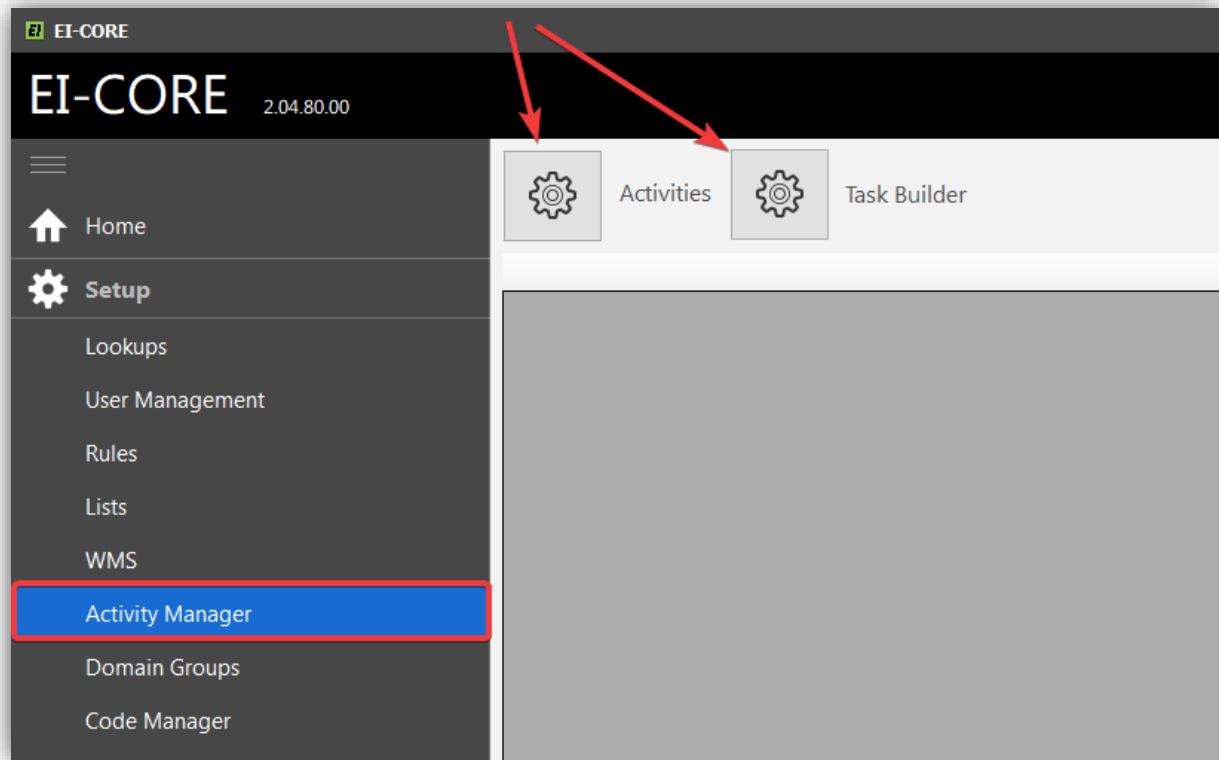 EI EI-CORE
EI-CORE 2.04.80.00
Activities Task Builder
Home
Setup
Lookups
User Management
Rules
Lists
WMS
Activity Manager
Domain Groups
Code Manager